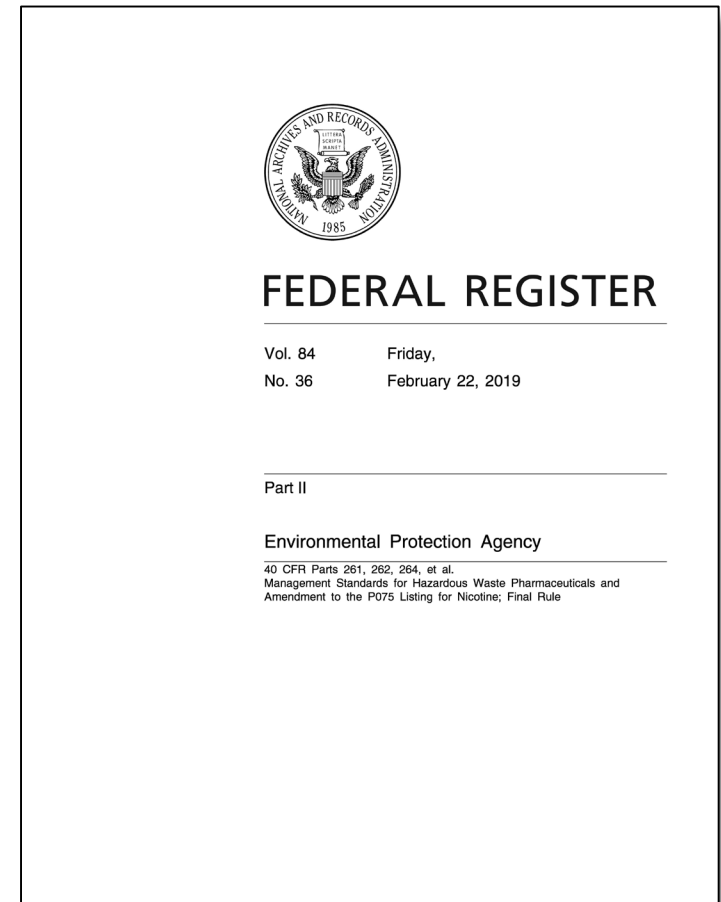 NATIONAL ARCHIVES AND RECORDS ADMINISTRATION
LITTERA
SCRIPTA
MANET
1985
FEDERAL REGISTER
Vol. 84 Friday,
No. 36 February 22, 2019
Part II
Environmental Protection Agency
40 CFR Parts 261, 262, 264, et al.
Management Standards for Hazardous Waste Pharmaceuticals and
Amendment to the P075 Listing for Nicotine; Final Rule